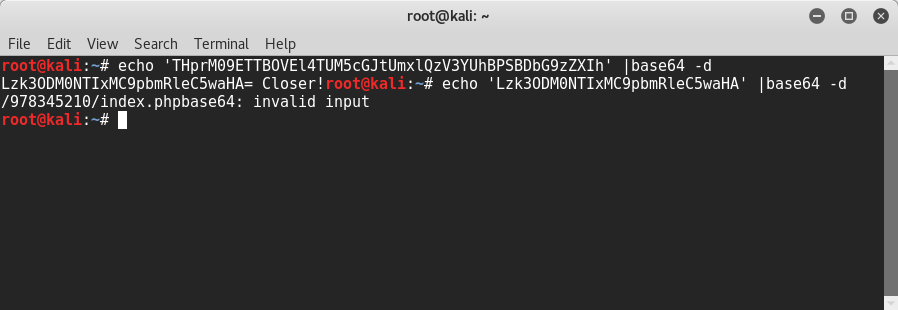 root@kali: ~
File Edit View Search Terminal Help
root@kali:~# echo 'THprM09ETTBOVEl4TUM5cGJtUmxlQzV3YUhBPSBDbG9zZXIh' |base64 -d
Lzk3ODM0NTIxMC9pbmRleC5waHA= Closer!root@kali:~# echo 'Lzk3ODM0NTIxMC9pbmRleC5waHA' |base64 -d
/978345210/index.phpbase64: invalid input
root@kali:~#